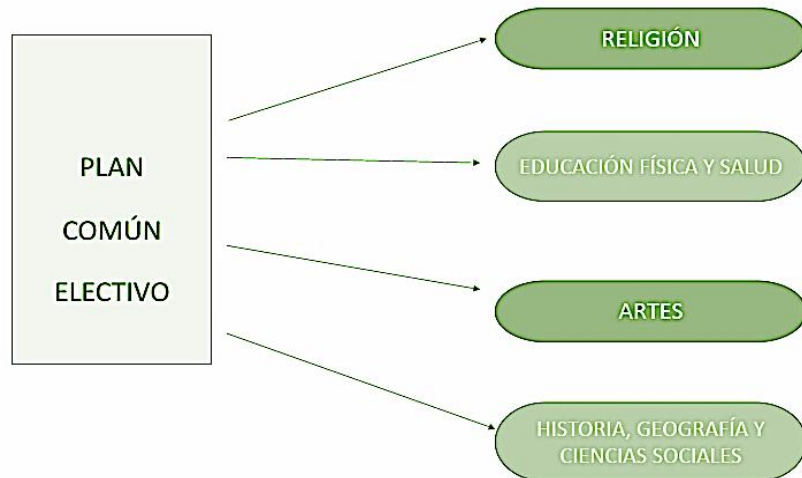 PLAN
COMÚN
ELECTIVO
RELIGIÓN
EDUCACIÓN FÍSICA Y SALUD
ARTES
HISTORIA, GEOGRAFÍA Y
CIENCIAS SOCIALES